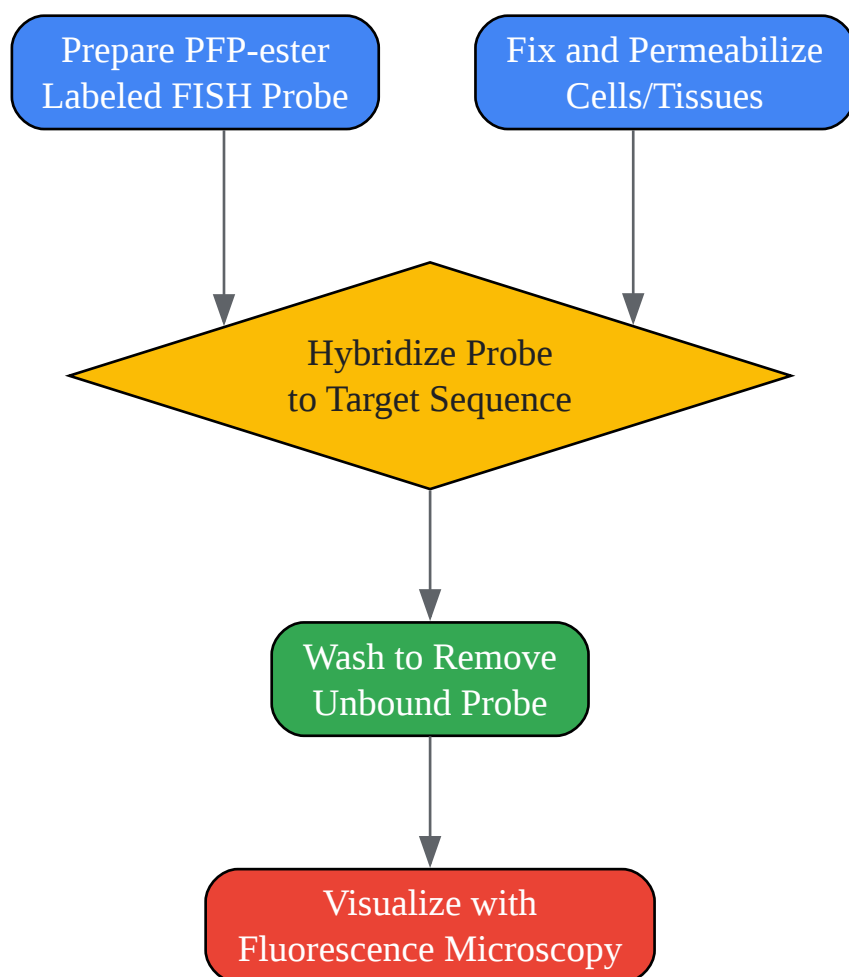 Prepare PFP-ester
Labeled FISH Probe
Fix and Permeabilize
Cells/Tissues
Hybridize Probe
to Target Sequence
Wash to Remove
Unbound Probe
Visualize with
Fluorescence Microscopy